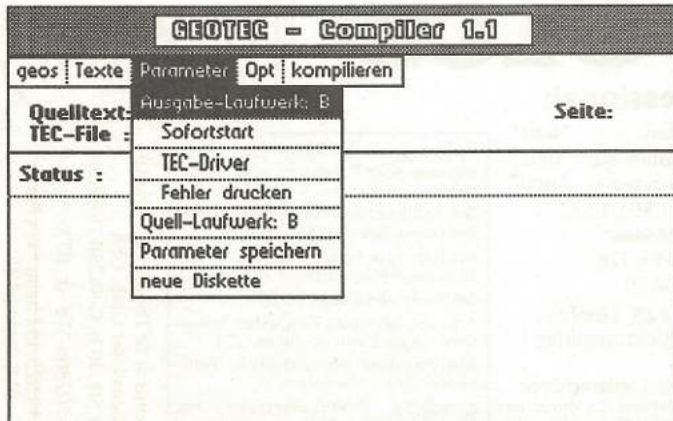 GEOTEC - Compiler 1.1
geos Texte Parameter Opt kompilieren
Ausgabe-Laufwerk: B
Sofortstart
TEC-Driver
Fehler drucken
Quell-Laufwerk: B
Parameter speichern
neue Diskette
Quelltext:
Seite:
TEC-File :
Status :